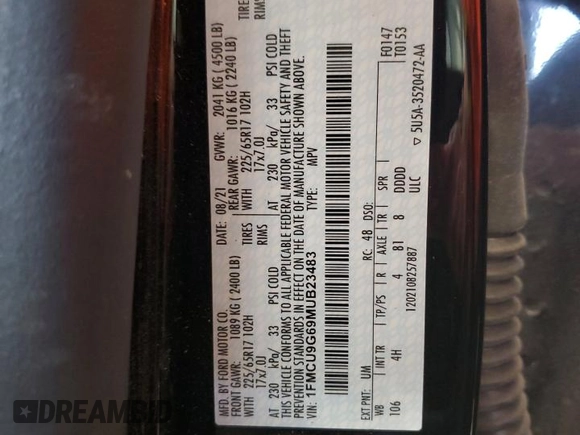 MFD. BY FORD MOTOR CO.
DATE: 08/21 GVWR: 2041 KG ( 4500 LB)
FRONT GAWR: 1089 KG ( 2400 LB) REAR GAWR: 1016 KG ( 2240 LB)
WITH 225/65R17 102H TIRES WITH 225/65R17 102H TIRE
17x7.0J RIMS 17x7.0J RIMS
AT 230 kPa/ 33 PSI COLD AT 230 kPa/ 33 PSI COLD
THIS VEHICLE CONFORMS TO ALL APPLICABLE FEDERAL MOTOR VEHICLE SAFETY AND THEFT
PREVENTION STANDARDS IN EFFECT ON THE DATE OF MANUFACTURE SHOWN ABOVE.
VIN: 1FMCU9G69MUB23483 TYPE: MPV
F0147
T0153
EXT PNT: UM RC: 48 DSO:
WB INT TR TP/PS R AXLE TR SPR
106 4H 4 B1 8 DDDD
ULC
1202108257887
5U5A-3520472-AA
DREAMBID